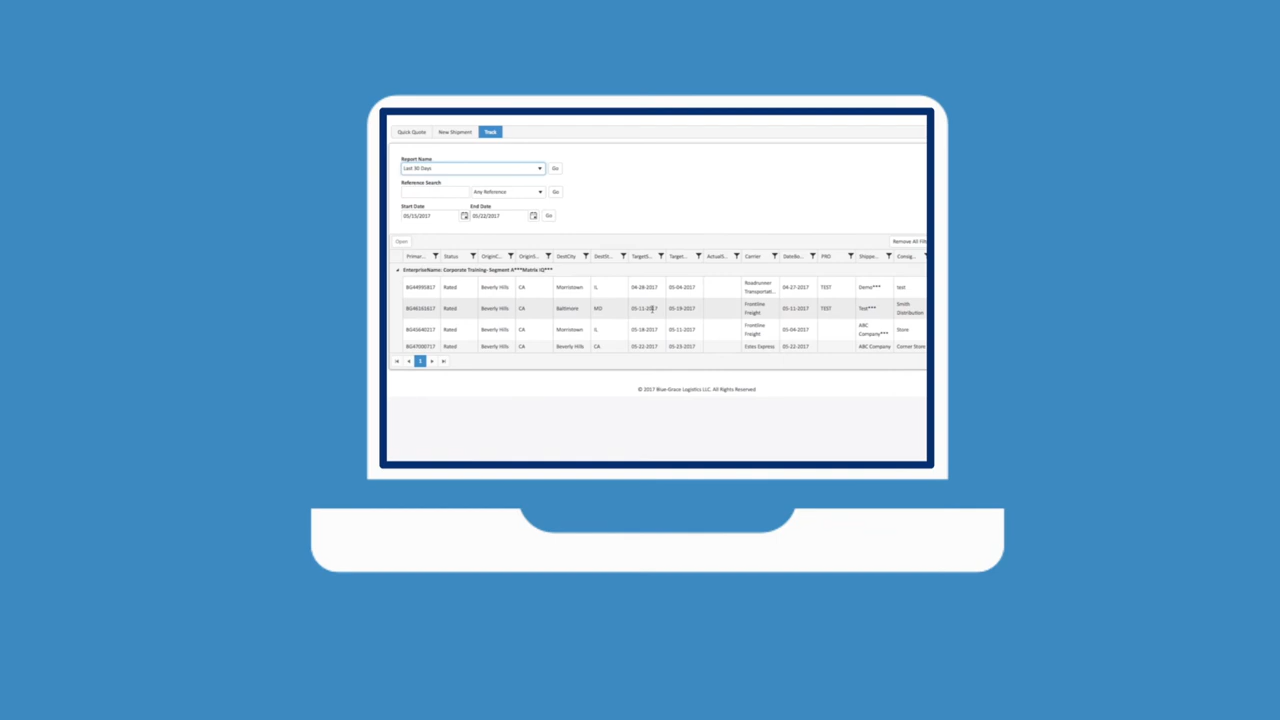 Quick Quote New Shipment Track
Report Name
Last 30 Days Go
Reference Search
Any Reference Go
Start Date End Date
05/15/2017 05/22/2017 Go
Open Remove All Filt
Primar... Status OriginC... OriginS... DestCity DestSt... TargetS... Target... ActualS... Carrier DateBo... PRO Shippe... Consig...
EnterpriseName: Corporate Training- Segment A***Matrix IQ***
BG44995817 Rated Beverly Hills CA Morristown IL 04-28-2017 05-04-2017 Roadrunner Transportat... 04-27-2017 TEST Demo*** test
BG46161617 Rated Beverly Hills CA Baltimore MD 05-11-2017 05-19-2017 Frontline Freight 05-11-2017 TEST Test*** Smith Distribution
BG45640217 Rated Beverly Hills CA Morristown IL 05-18-2017 05-11-2017 Frontline Freight 05-04-2017 ABC Company*** Store
BG47000717 Rated Beverly Hills CA Beverly Hills CA 05-22-2017 05-23-2017 Estes Express 05-22-2017 ABC Company Corner Store
1
© 2017 Blue-Grace Logistics LLC. All Rights Reserved